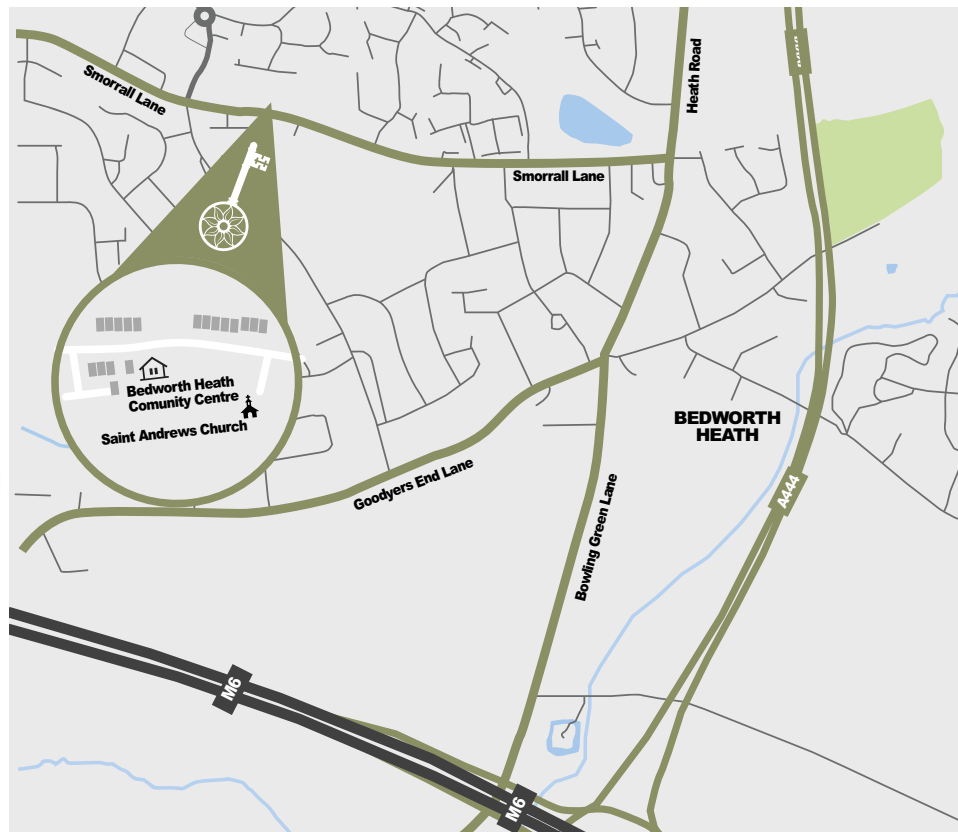 Smorrall Lane
Heath Road
Smorrall Lane
Bedworth Heath
Comunity Centre
Saint Andrews Church
BEDWORTH
HEATH
Goodyers End Lane
A444
Bowling Green Lane
M6
M6